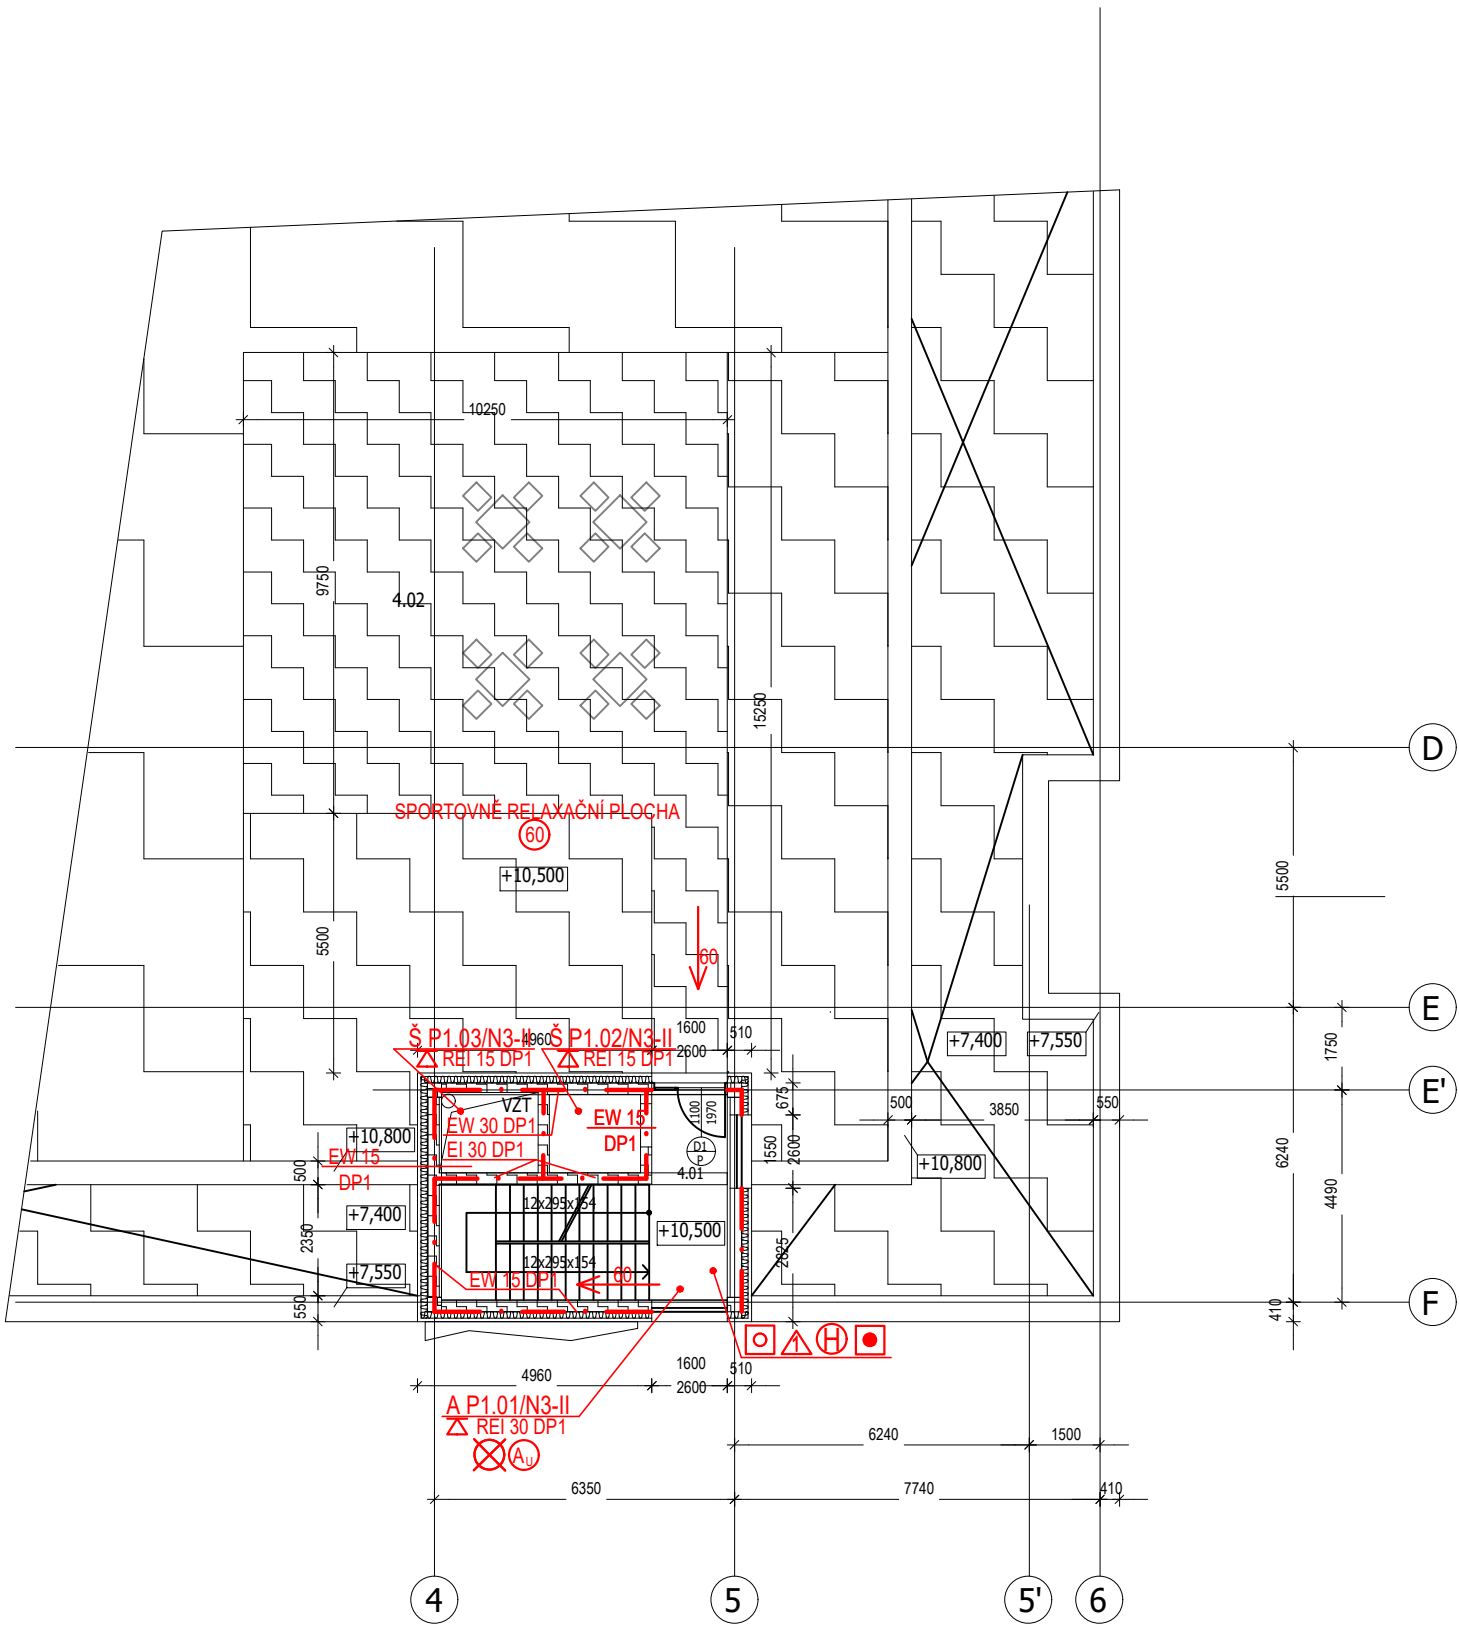 10250
9750
4.02
15250
D
SPORTOVNĚ RELAXAČNÍ PLOCHA
60
+10,500
5500
5500
60
E
Š P1.03/N3-II
4960
Š P1.02/N3-II
1600
510
REI 15 DP1
REI 15 DP1
2600
+7,400
+7,550
1750
E'
VZT
EW 30 DP1
EI 30 DP1
EW 15
DP1
1100
1970
675
500
3850
550
D1
P
1550
2600
4.01
+10,800
+10,800
EW 15
DP1
500
6240
4490
12x295x154
+7,400
+10,500
2350
12x295x154
2825
+7,550
EW 15 DP1
60
550
410
F
1
H
4960
1600
510
2600
A P1.01/N3-II
REI 30 DP1
AU
6240
1500
6350
7740
410
4
5
5'
6